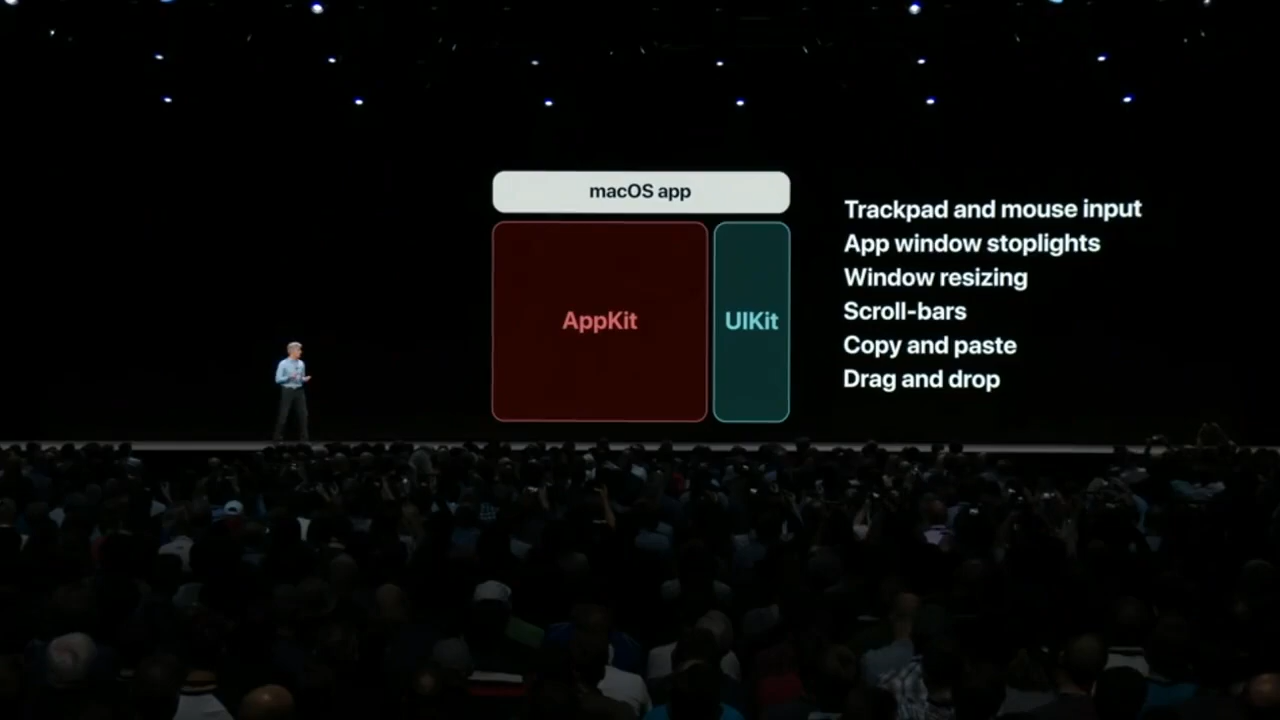 macOS app
AppKit
UIKit
Trackpad and mouse input
App window stoplights
Window resizing
Scroll-bars
Copy and paste
Drag and drop